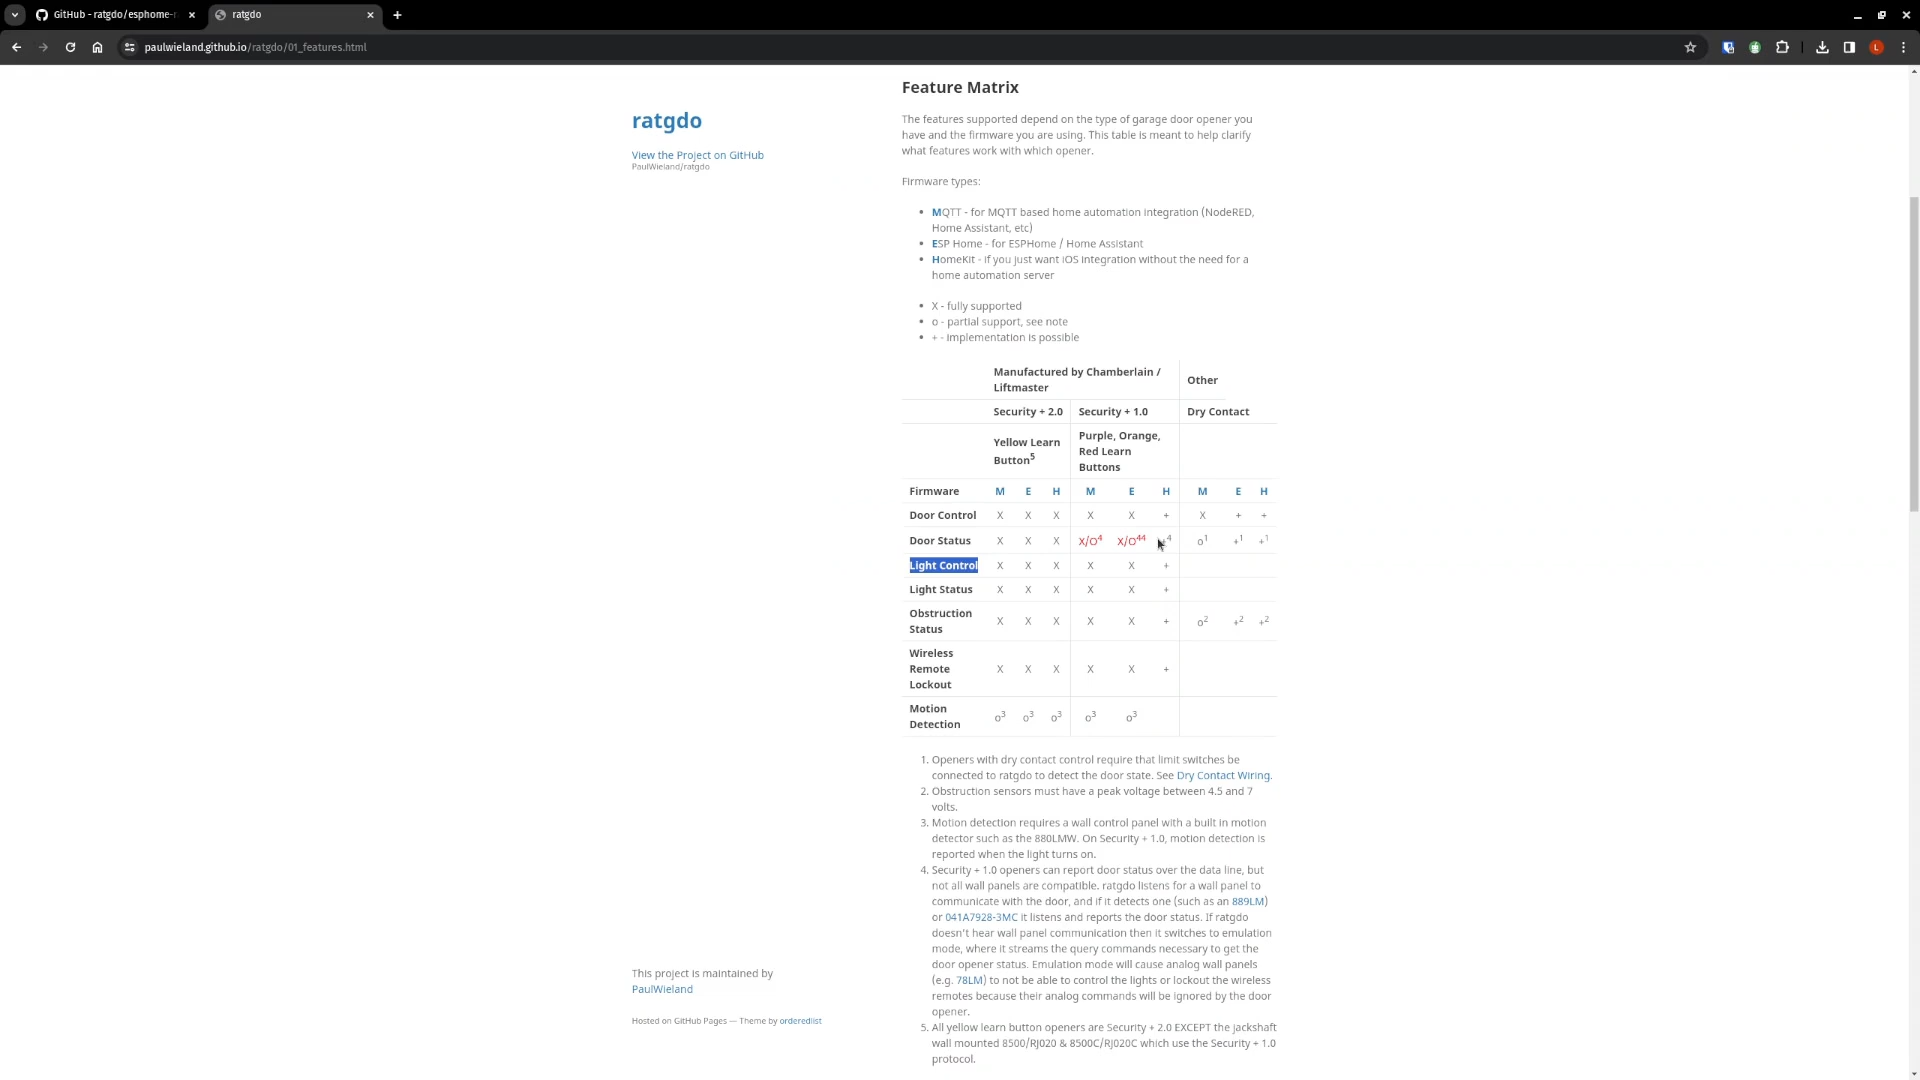 GitHub - ratgdo/esphome-r
ratgdo
paulwieland.github.io/ratgdo/01_features.html
L
ratgdo
View the Project on GitHub
PaulWieland/ratgdo
Feature Matrix
The features supported depend on the type of garage door opener you
have and the firmware you are using. This table is meant to help clarify
what features work with which opener.
Firmware types:
• MQTT - for MQTT based home automation integration (NodeRED,
Home Assistant, etc)
• ESP Home - for ESPHome / Home Assistant
• HomeKit - if you just want iOS integration without the need for a
home automation server
• X - fully supported
• o - partial support, see note
• + - implementation is possible
Manufactured by Chamberlain / Other
Liftmaster
Security + 2.0 Security + 1.0 Dry Contact
Yellow Learn Purple, Orange,
Button5 Red Learn
Buttons
Firmware M E H M E H M E H
Door Control X X X X X + X + +
Door Status X X X X/O4 X/O44 4 o1 +1 +1
Light Control X X X X X +
Light Status X X X X X +
Obstruction
Status X X X X X + o2 +2 +2
Wireless
Remote X X X X X +
Lockout
Motion
Detection o3 o3 o3 o3 o3
1. Openers with dry contact control require that limit switches be
connected to ratgdo to detect the door state. See Dry Contact Wiring.
2. Obstruction sensors must have a peak voltage between 4.5 and 7
volts.
3. Motion detection requires a wall control panel with a built in motion
detector such as the 880LMW. On Security + 1.0, motion detection is
reported when the light turns on.
4. Security + 1.0 openers can report door status over the data line, but
not all wall panels are compatible. ratgdo listens for a wall panel to
communicate with the door, and if it detects one (such as an 889LM)
or 041A7928-3MC it listens and reports the door status. If ratgdo
doesn't hear wall panel communication then it switches to emulation
mode, where it streams the query commands necessary to get the
door opener status. Emulation mode will cause analog wall panels
(e.g. 78LM) to not be able to control the lights or lockout the wireless
remotes because their analog commands will be ignored by the door
opener.
5. All yellow learn button openers are Security + 2.0 EXCEPT the jackshaft
wall mounted 8500/RJ020 & 8500C/RJ020C which use the Security + 1.0
protocol.
This project is maintained by
PaulWieland
Hosted on GitHub Pages — Theme by orderedlist